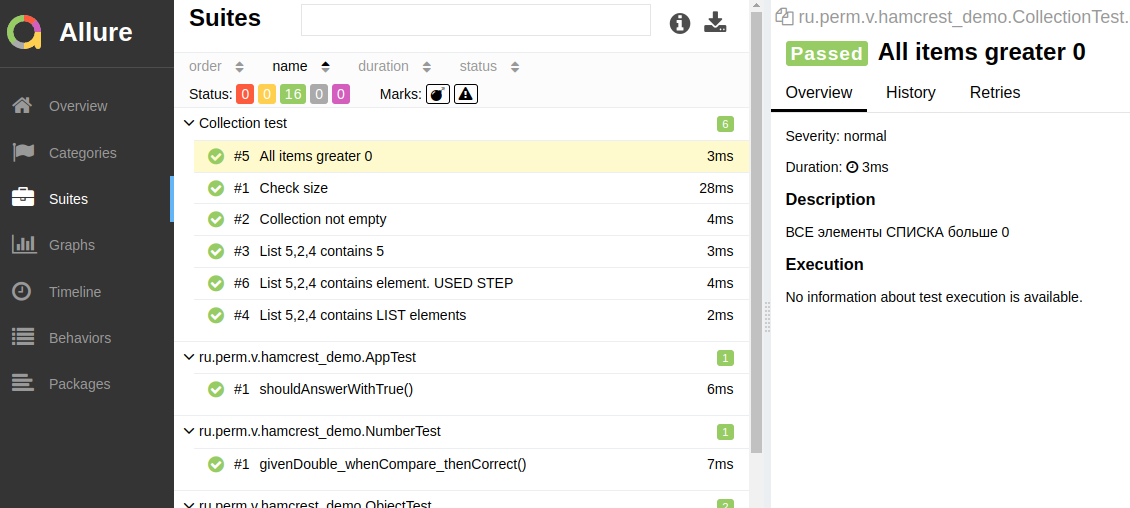 Allure
Overview
Categories
Suites
Graphs
Timeline
Behaviors
Packages
Suites
order name duration status
Status: 0 0 16 0 0 Marks:
Collection test 6
#5 All items greater 0 3ms
#1 Check size 28ms
#2 Collection not empty 4ms
#3 List 5,2,4 contains 5 3ms
#6 List 5,2,4 contains element. USED STEP 4ms
#4 List 5,2,4 contains LIST elements 2ms
ru.perm.v.hamcrest_demo.AppTest 1
#1 shouldAnswerWithTrue() 6ms
ru.perm.v.hamcrest_demo.NumberTest 1
#1 givenDouble_whenCompare_thenCorrect() 7ms
ru.perm.v.hamcrest_demo.ObjectTest 2
ru.perm.v.hamcrest_demo.CollectionTest.
Passed All items greater 0
Overview History Retries
Severity: normal
Duration: 3ms
Description
ВСЕ элементы СПИСКА больше 0
Execution
No information about test execution is available.